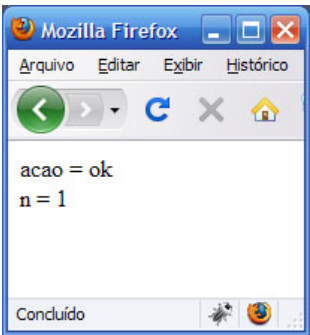 Mozilla Firefox
Arquivo Editar Exibir Histórico
acao = ok
n = 1
Concluído